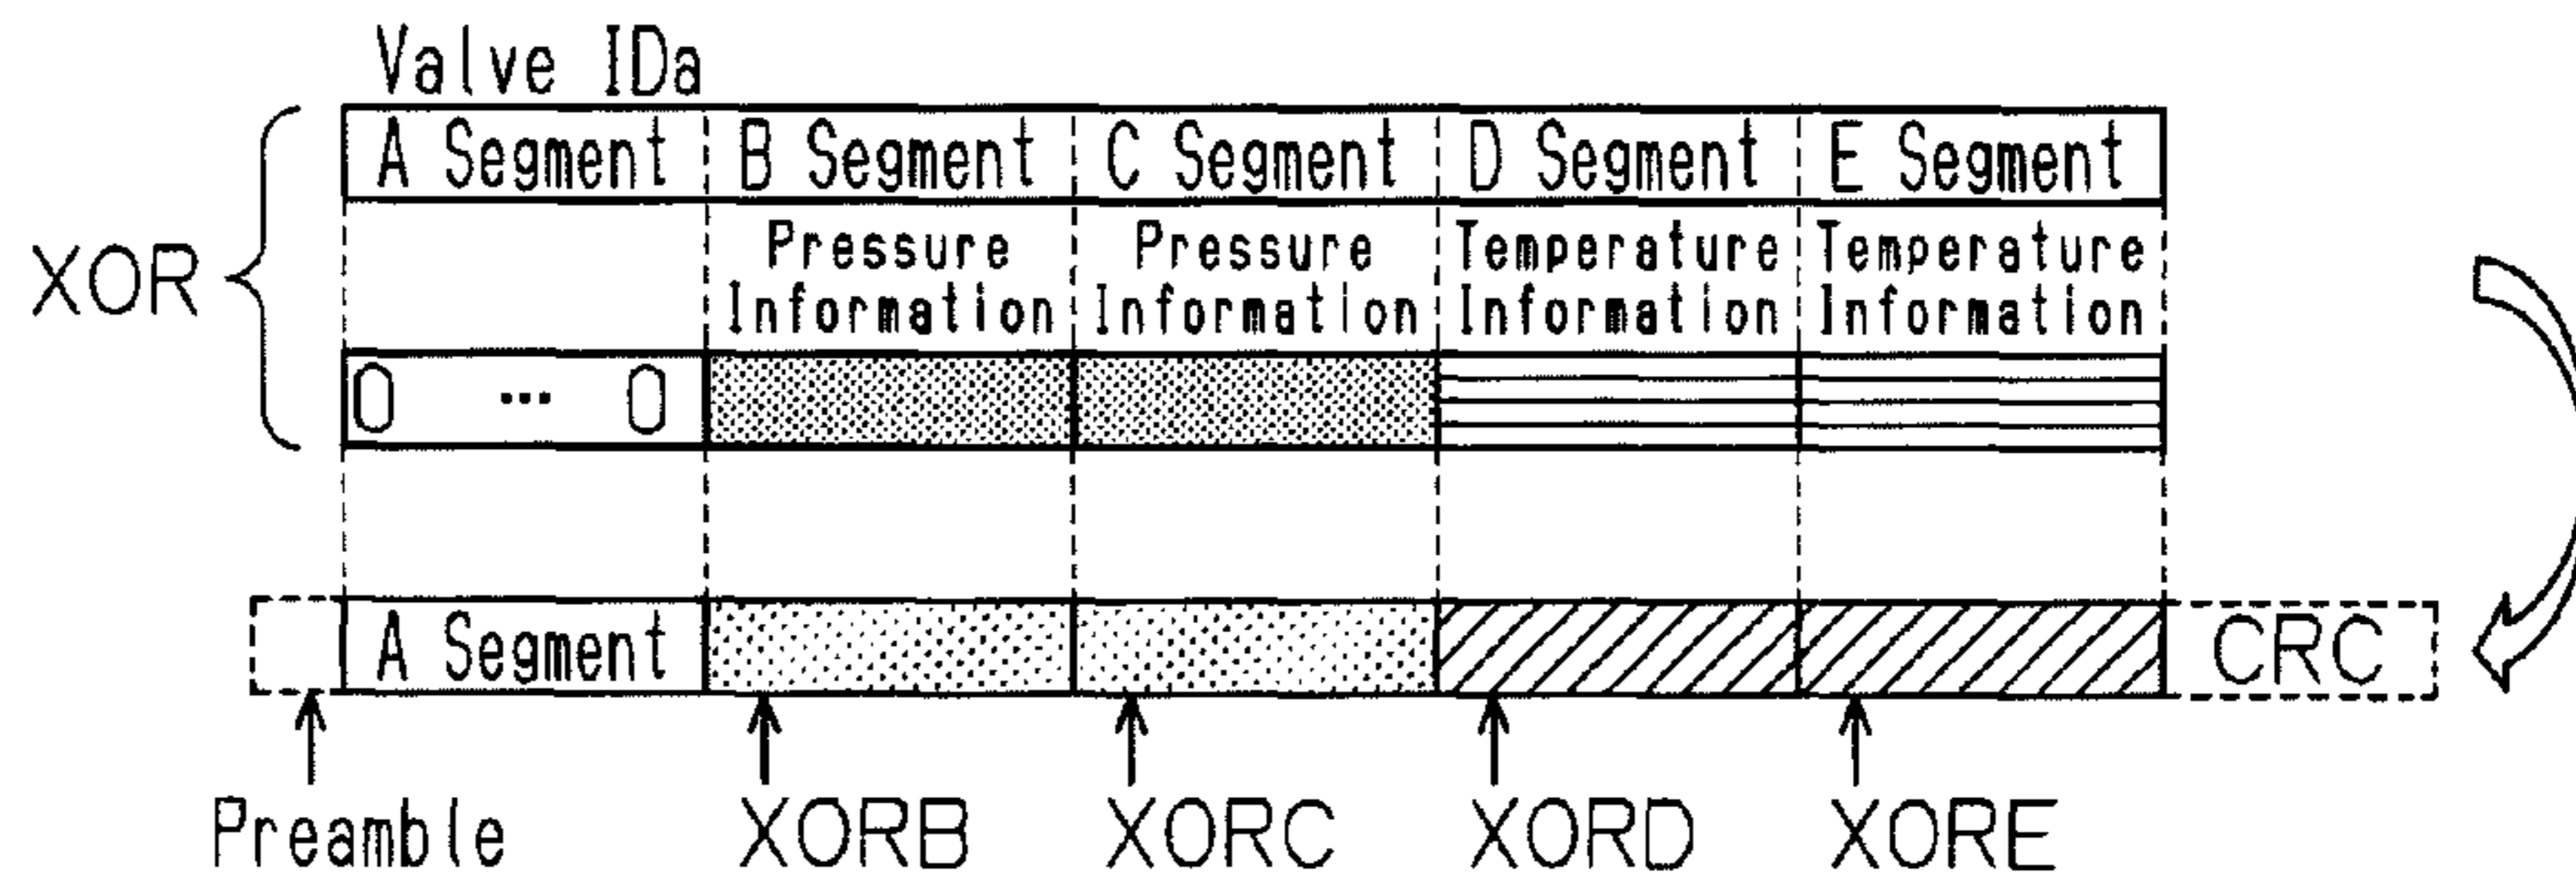 Valve IDa
A Segment B Segment C Segment D Segment E Segment
XOR
Pressure Information Pressure Information Temperature Information Temperature Information
0 ... 0
A Segment CRC
Preamble XORB XORC XORD XORE